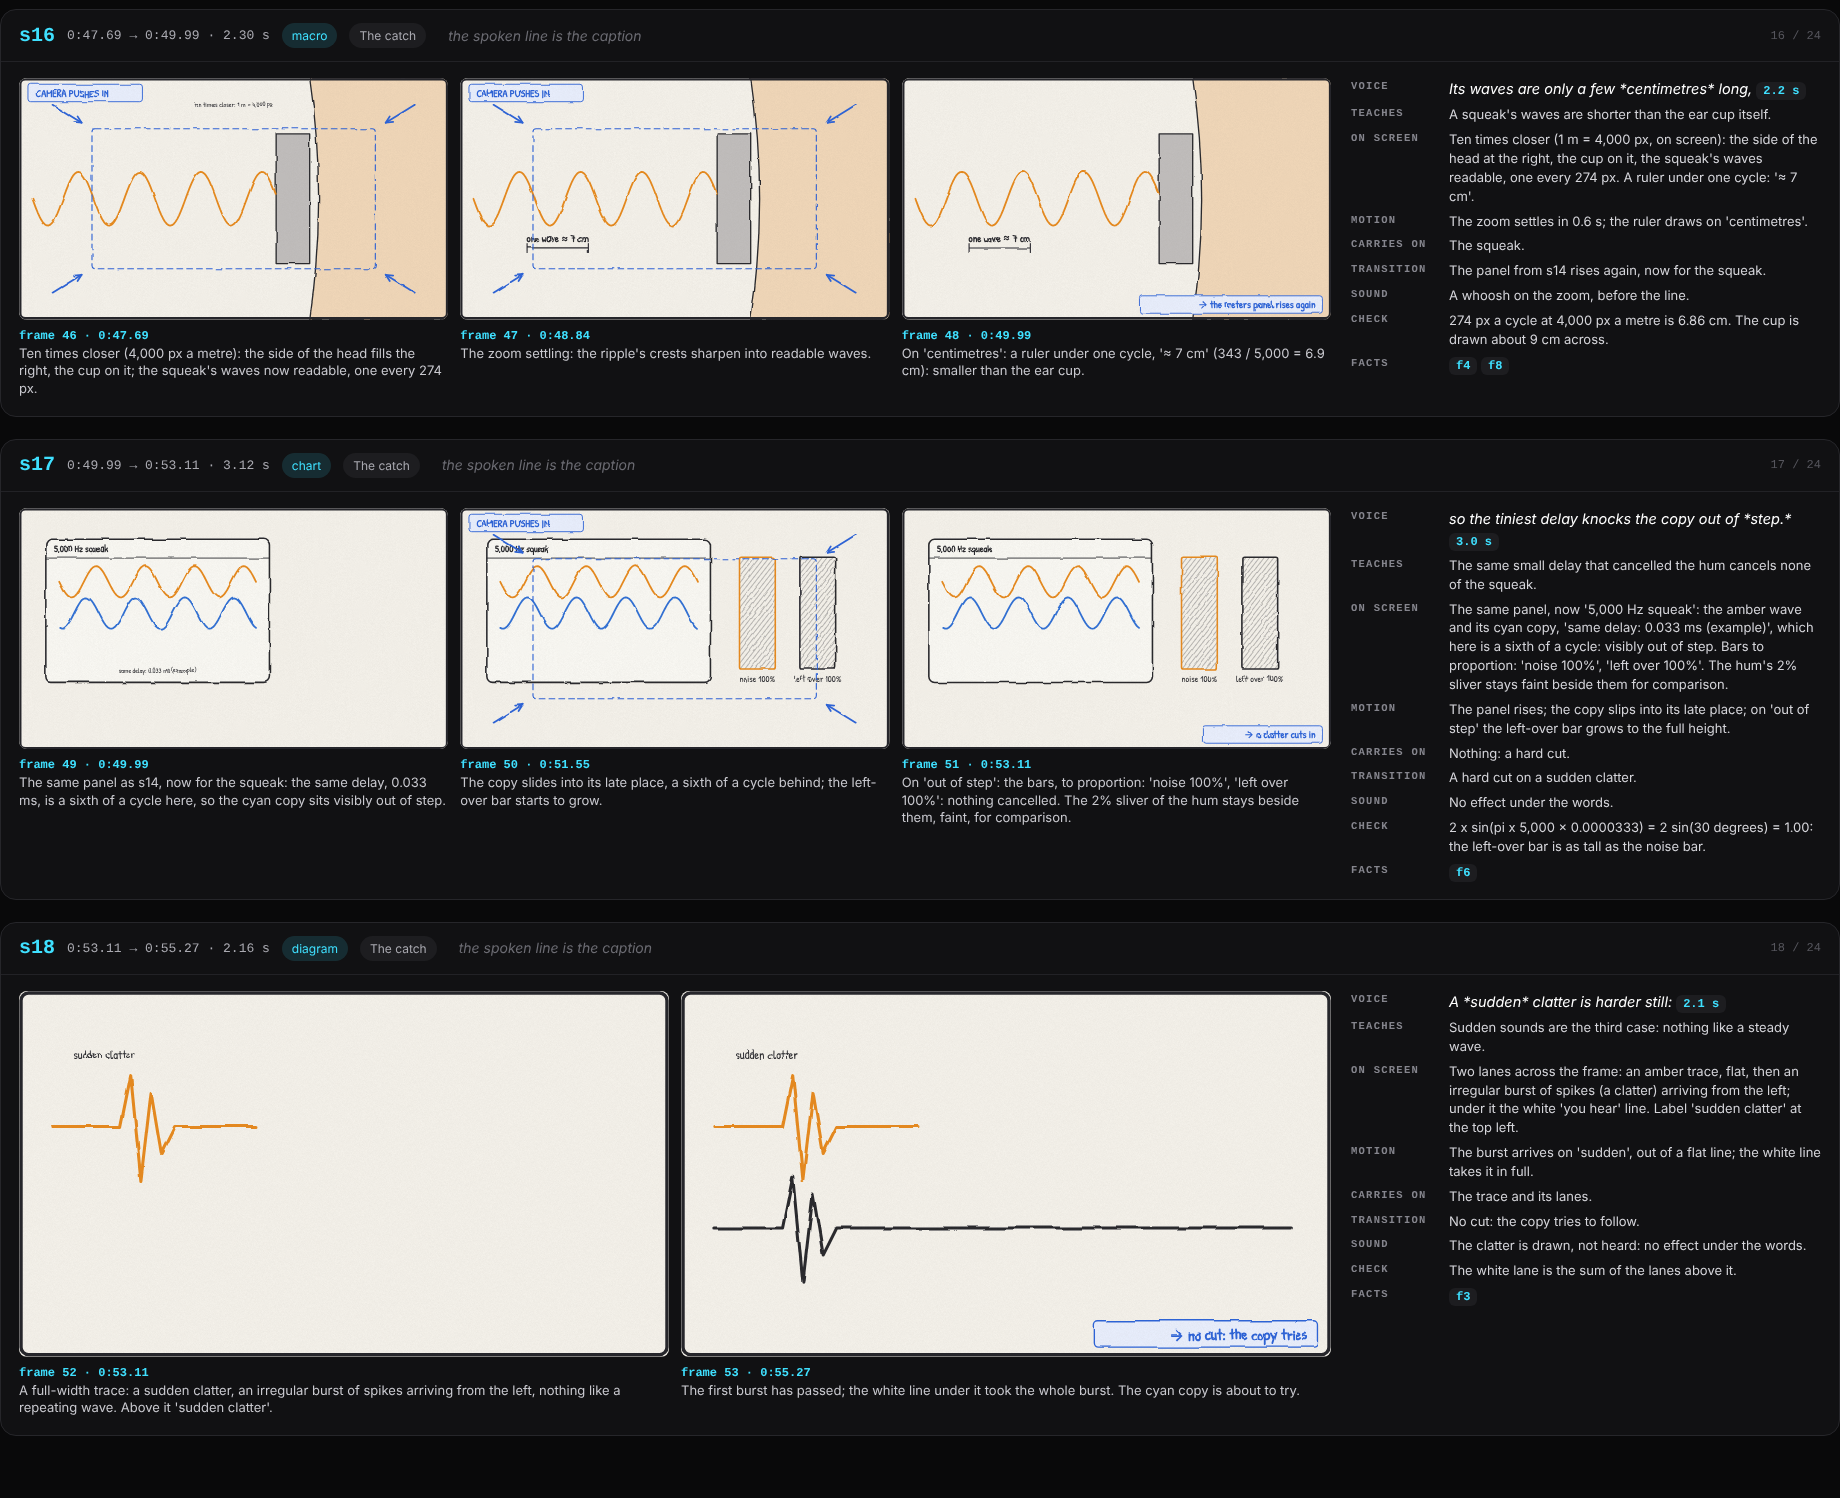 s16 0:47.69 → 0:49.99 · 2.30 s macro The catch the spoken line is the caption 16 / 24
CAMERA PUSHES IN
Ten times closer: 1 m = 4,000 px
CAMERA PUSHES IN
one wave ≈ 7 cm
one wave ≈ 7 cm
→ the meters panel rises again
frame 46 · 0:47.69
Ten times closer (4,000 px a metre): the side of the head fills the
right, the cup on it; the squeak's waves now readable, one every 274
px.
frame 47 · 0:48.84
The zoom settling: the ripple's crests sharpen into readable waves.
frame 48 · 0:49.99
On 'centimetres': a ruler under one cycle, '≈ 7 cm' (343 / 5,000 = 6.9
cm): smaller than the ear cup.
VOICE Its waves are only a few *centimetres* long, 2.2 s
TEACHES A squeak's waves are shorter than the ear cup itself.
ON SCREEN Ten times closer (1 m = 4,000 px, on screen): the side of the
head at the right, the cup on it, the squeak's waves
readable, one every 274 px. A ruler under one cycle: '≈ 7
cm'.
MOTION The zoom settles in 0.6 s; the ruler draws on 'centimetres'.
CARRIES ON The squeak.
TRANSITION The panel from s14 rises again, now for the squeak.
SOUND A whoosh on the zoom, before the line.
CHECK 274 px a cycle at 4,000 px a metre is 6.86 cm. The cup is
drawn about 9 cm across.
FACTS f4 f8
s17 0:49.99 → 0:53.11 · 3.12 s chart The catch the spoken line is the caption 17 / 24
5,000 Hz squeak
same delay: 0.033 ms (example)
CAMERA PUSHES IN
5,000 Hz squeak
noise 100%
left over 100%
5,000 Hz squeak
noise 100%
left over 100%
→ a clatter cuts in
frame 49 · 0:49.99
The same panel as s14, now for the squeak: the same delay, 0.033
ms, is a sixth of a cycle here, so the cyan copy sits visibly out of step.
frame 50 · 0:51.55
The copy slides into its late place, a sixth of a cycle behind; the left-
over bar starts to grow.
frame 51 · 0:53.11
On 'out of step': the bars, to proportion: 'noise 100%', 'left over
100%': nothing cancelled. The 2% sliver of the hum stays beside
them, faint, for comparison.
VOICE so the tiniest delay knocks the copy out of *step.*
3.0 s
TEACHES The same small delay that cancelled the hum cancels none
of the squeak.
ON SCREEN The same panel, now '5,000 Hz squeak': the amber wave
and its cyan copy, 'same delay: 0.033 ms (example)', which
here is a sixth of a cycle: visibly out of step. Bars to
proportion: 'noise 100%', 'left over 100%'. The hum's 2%
sliver stays faint beside them for comparison.
MOTION The panel rises; the copy slips into its late place; on 'out of
step' the left-over bar grows to the full height.
CARRIES ON Nothing: a hard cut.
TRANSITION A hard cut on a sudden clatter.
SOUND No effect under the words.
CHECK 2 x sin(pi x 5,000 × 0.0000333) = 2 sin(30 degrees) = 1.00:
the left-over bar is as tall as the noise bar.
FACTS f6
s18 0:53.11 → 0:55.27 · 2.16 s diagram The catch the spoken line is the caption 18 / 24
sudden clatter
sudden clatter
→ no cut: the copy tries
frame 52 · 0:53.11
A full-width trace: a sudden clatter, an irregular burst of spikes arriving from the left, nothing like a
repeating wave. Above it 'sudden clatter'.
frame 53 · 0:55.27
The first burst has passed; the white line under it took the whole burst. The cyan copy is about to try.
VOICE A *sudden* clatter is harder still: 2.1 s
TEACHES Sudden sounds are the third case: nothing like a steady
wave.
ON SCREEN Two lanes across the frame: an amber trace, flat, then an
irregular burst of spikes (a clatter) arriving from the left;
under it the white 'you hear' line. Label 'sudden clatter' at
the top left.
MOTION The burst arrives on 'sudden', out of a flat line; the white line
takes it in full.
CARRIES ON The trace and its lanes.
TRANSITION No cut: the copy tries to follow.
SOUND The clatter is drawn, not heard: no effect under the words.
CHECK The white lane is the sum of the lanes above it.
FACTS f3